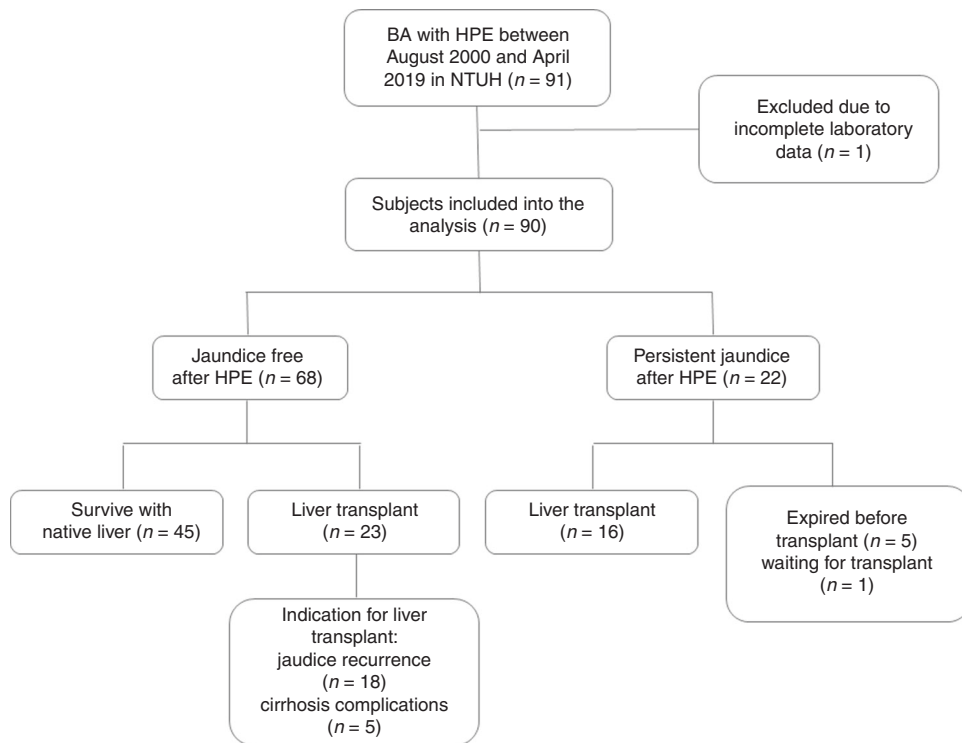 BA with HPE between
August 2000 and April
2019 in NTUH (n = 91)
Excluded due to
incomplete laboratory
data (n = 1)
Subjects included into the
analysis (n = 90)
Jaundice free
after HPE (n = 68)
Persistent jaundice
after HPE (n = 22)
Survive with
native liver (n = 45)
Liver transplant
(n = 23)
Liver transplant
(n = 16)
Expired before
transplant (n = 5)
waiting for transplant
(n = 1)
Indication for liver
transplant:
jaudice recurrence
(n = 18)
cirrhosis complications
(n = 5)